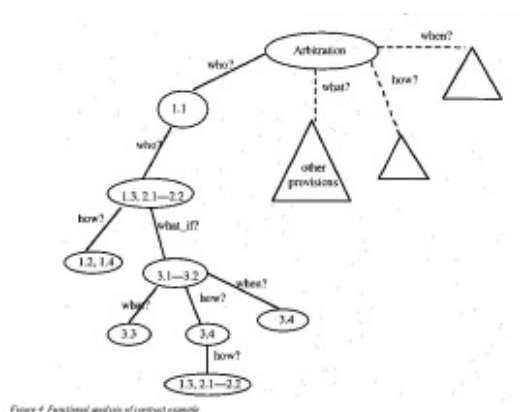 when?
Arbitration
who?
what?
how?
1.1
who?
other
provisions
1.3, 2.1—2.2
how?
what_if?
1.2, 1.4
3.1—3.2
what?
how?
when?
3.3
3.4
3.4
how?
1.3, 2.1—2.2
Figure 4 Functional analysis of contract example